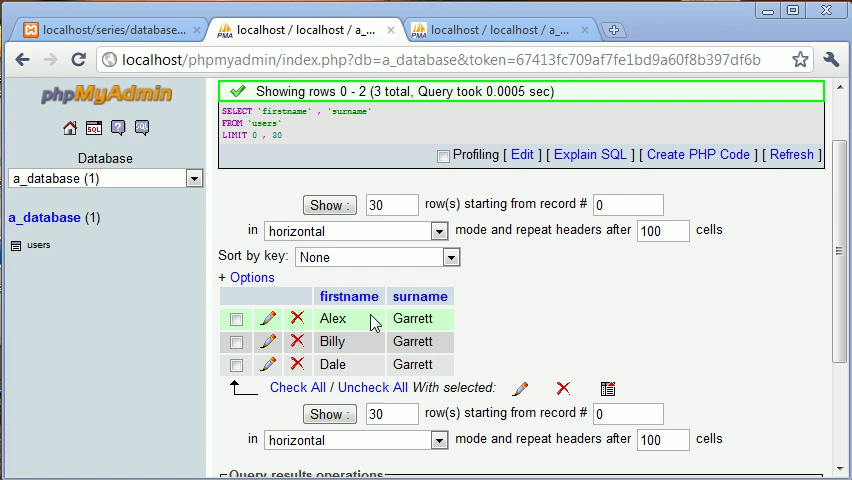 localhost/series/database...
localhost / localhost / a_...
localhost / localhost / a_...
localhost/phpmyadmin/index.php?db=a_database&token=67413fc709af7fe1bd9a60f8b397df6b
phpMyAdmin
Database
a_database (1)
a_database (1)
users
Showing rows 0 - 2 (3 total, Query took 0.0005 sec)
SELECT `firstname` , `surname`
FROM `users`
LIMIT 0 , 30
Profiling [ Edit ] [ Explain SQL ] [ Create PHP Code ] [ Refresh ]
Show : 30 row(s) starting from record # 0
in horizontal mode and repeat headers after 100 cells
Sort by key: None
+ Options
firstname surname
Alex Garrett
Billy Garrett
Dale Garrett
Check All / Uncheck All With selected:
Show : 30 row(s) starting from record # 0
in horizontal mode and repeat headers after 100 cells
Query results operations